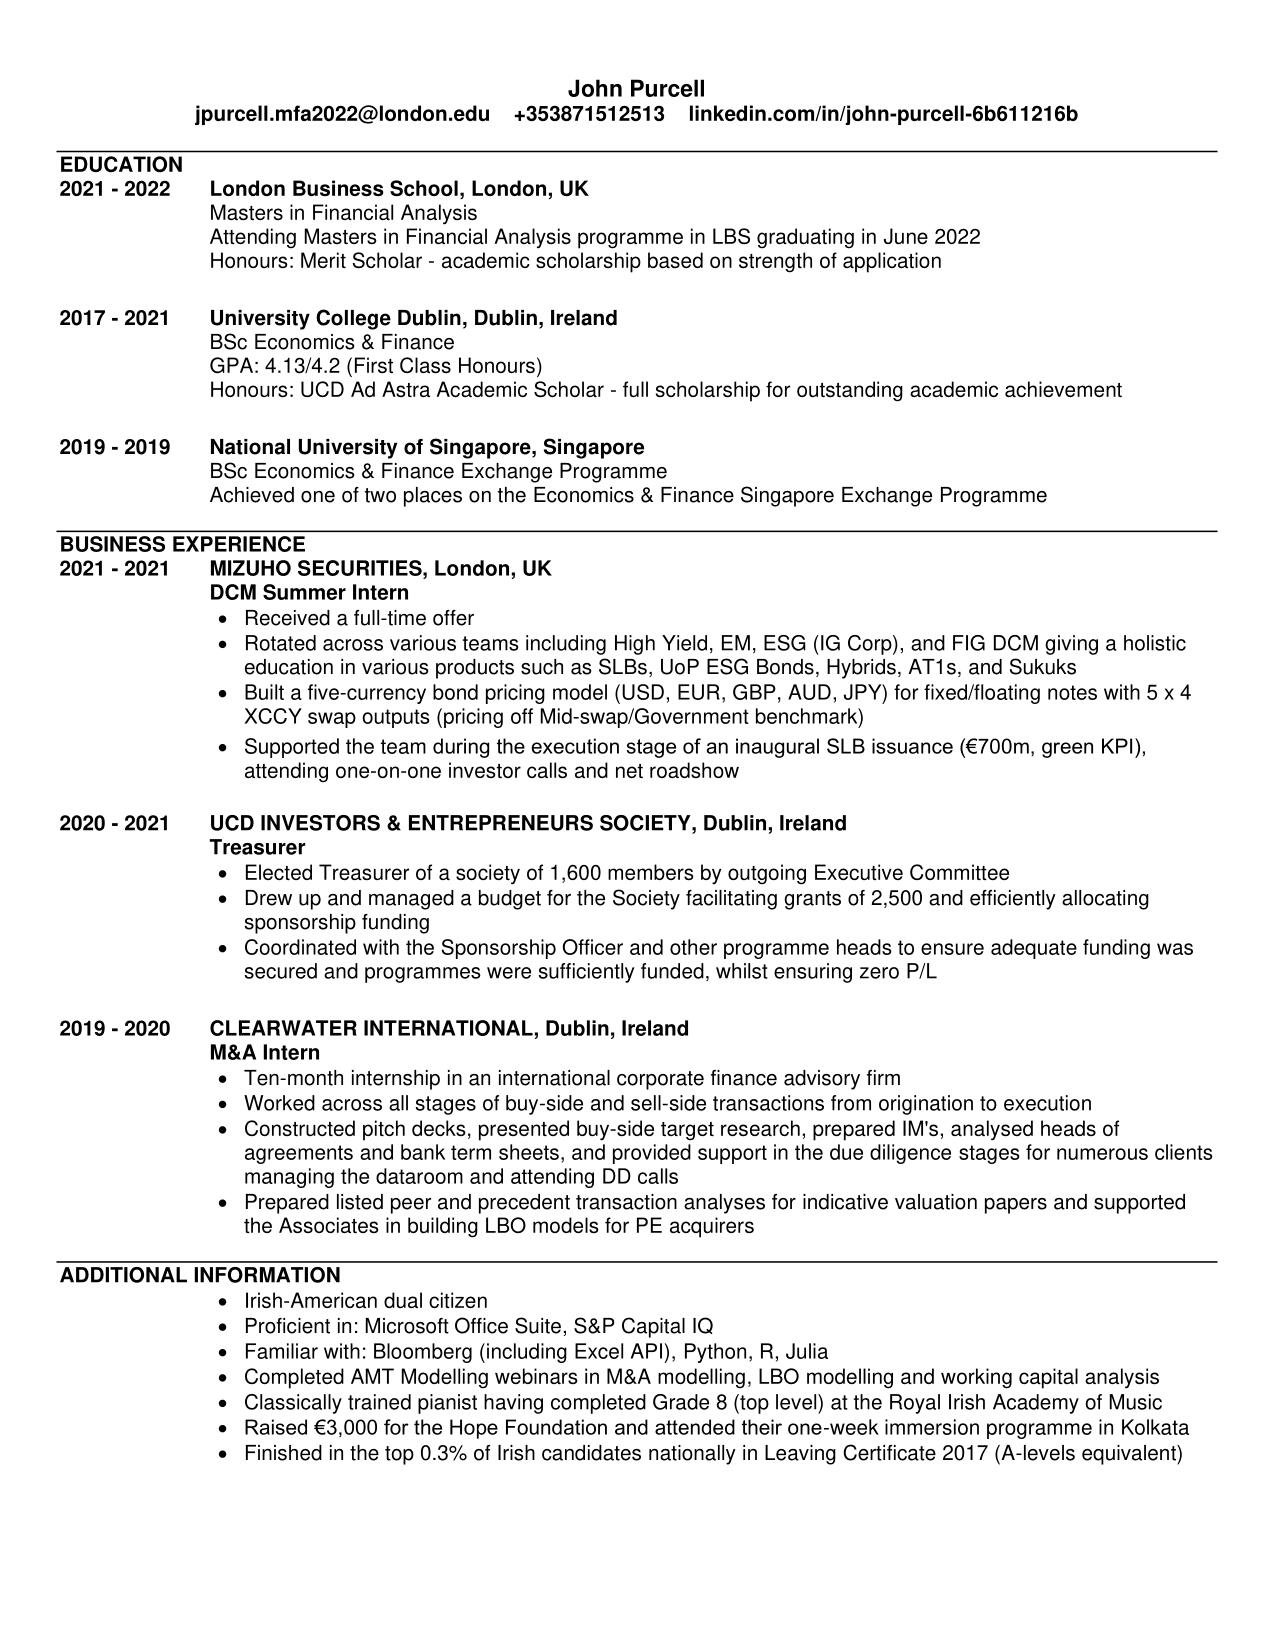 John Purcell
jpurcell.mfa2022@london.edu +353871512513 linkedin.com/in/john-purcell-6b611216b
EDUCATION
2021 - 2022 London Business School, London, UK
Masters in Financial Analysis
Attending Masters in Financial Analysis programme in LBS graduating in June 2022
Honours: Merit Scholar - academic scholarship based on strength of application
2017 - 2021 University College Dublin, Dublin, Ireland
BSc Economics & Finance
GPA: 4.13/4.2 (First Class Honours)
Honours: UCD Ad Astra Academic Scholar - full scholarship for outstanding academic achievement
2019 - 2019 National University of Singapore, Singapore
BSc Economics & Finance Exchange Programme
Achieved one of two places on the Economics & Finance Singapore Exchange Programme
BUSINESS EXPERIENCE
2021 - 2021 MIZUHO SECURITIES, London, UK
DCM Summer Intern
• Received a full-time offer
• Rotated across various teams including High Yield, EM, ESG (IG Corp), and FIG DCM giving a holistic
education in various products such as SLBs, UoP ESG Bonds, Hybrids, AT1s, and Sukuks
• Built a five-currency bond pricing model (USD, EUR, GBP, AUD, JPY) for fixed/floating notes with 5 x 4
XCCY swap outputs (pricing off Mid-swap/Government benchmark)
• Supported the team during the execution stage of an inaugural SLB issuance (€700m, green KPI),
attending one-on-one investor calls and net roadshow
2020 - 2021 UCD INVESTORS & ENTREPRENEURS SOCIETY, Dublin, Ireland
Treasurer
• Elected Treasurer of a society of 1,600 members by outgoing Executive Committee
• Drew up and managed a budget for the Society facilitating grants of 2,500 and efficiently allocating
sponsorship funding
• Coordinated with the Sponsorship Officer and other programme heads to ensure adequate funding was
secured and programmes were sufficiently funded, whilst ensuring zero P/L
2019 - 2020 CLEARWATER INTERNATIONAL, Dublin, Ireland
M&A Intern
• Ten-month internship in an international corporate finance advisory firm
• Worked across all stages of buy-side and sell-side transactions from origination to execution
• Constructed pitch decks, presented buy-side target research, prepared IM's, analysed heads of
agreements and bank term sheets, and provided support in the due diligence stages for numerous clients
managing the dataroom and attending DD calls
• Prepared listed peer and precedent transaction analyses for indicative valuation papers and supported
the Associates in building LBO models for PE acquirers
ADDITIONAL INFORMATION
• Irish-American dual citizen
• Proficient in: Microsoft Office Suite, S&P Capital IQ
• Familiar with: Bloomberg (including Excel API), Python, R, Julia
• Completed AMT Modelling webinars in M&A modelling, LBO modelling and working capital analysis
• Classically trained pianist having completed Grade 8 (top level) at the Royal Irish Academy of Music
• Raised €3,000 for the Hope Foundation and attended their one-week immersion programme in Kolkata
• Finished in the top 0.3% of Irish candidates nationally in Leaving Certificate 2017 (A-levels equivalent)